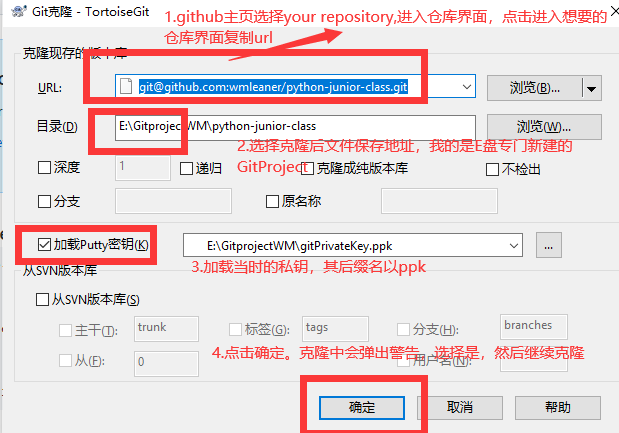 Git克隆 - TortoiseGit
1.github主页选择your repository,进入仓库界面，点击进入想要的
仓库界面复制url
克隆现存的版本库
URL:
git@github.com:wmleaner/python-junior-class.git
浏览(B)...
目录(D)
E:\GitprojectWM\python-junior-class
浏览(W)...
2.选择克隆后文件保存地址，我的是E盘专门新建的
GitProject
深度
1
递归
克隆成纯版本库
不检出
分支
原名称
加载Putty密钥(K)
E:\GitprojectWM\gitPrivateKey.ppk
...
3.加载当时的私钥，其后缀名以ppk
从SVN版本库
从SVN版本库(S)
主干(T):
trunk
标签(G):
tags
分支(H):
branches
从(F):
0
用户名(N):
4.点击确定。克隆中会弹出警告，选择是，然后继续克隆
确定
取消
帮助